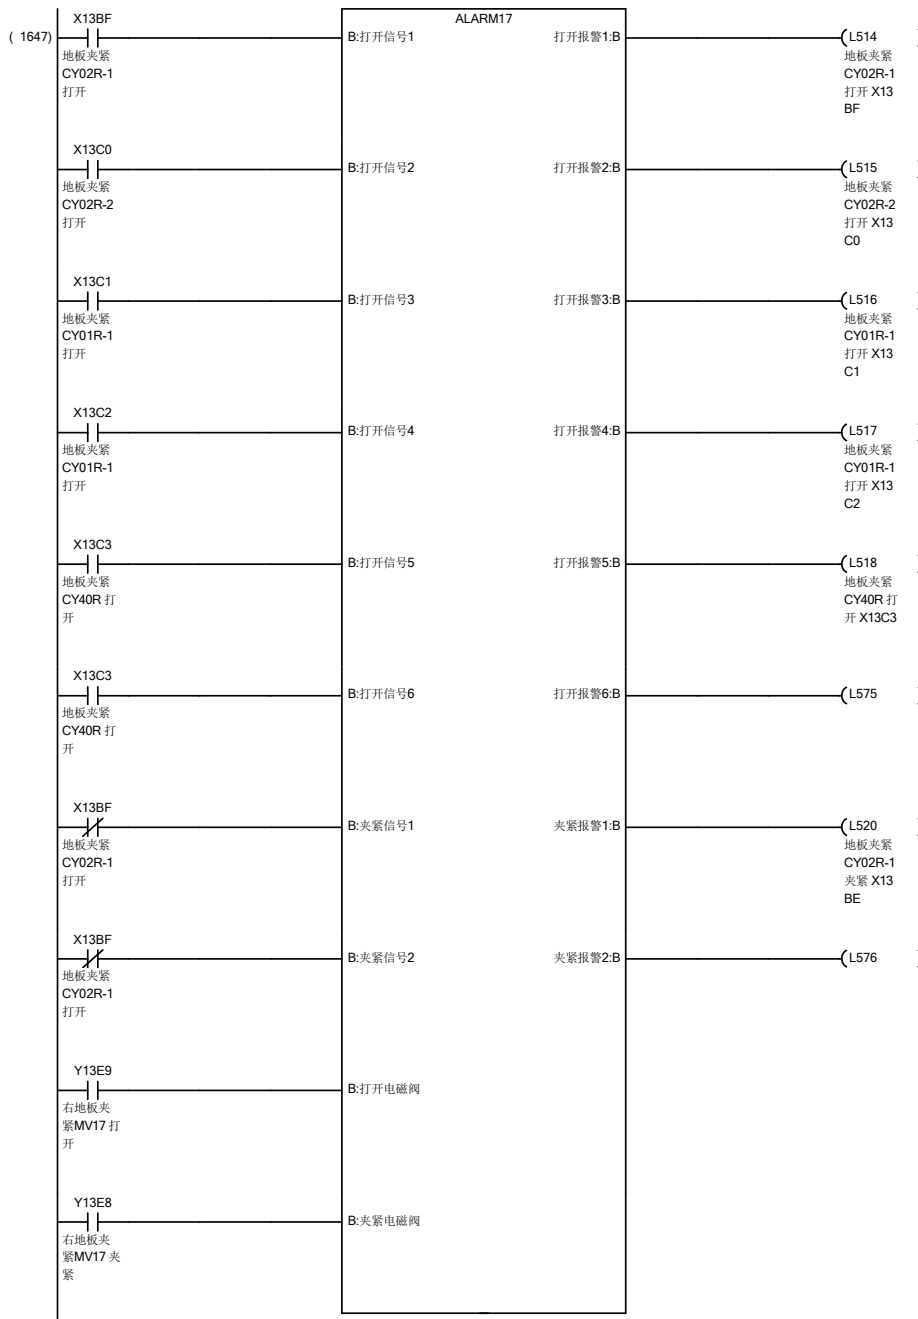 X13BF
ALARM17
( 1647)
B:打开信号1
打开报警1:B
L514
地板夹紧
CY02R-1
打开
地板夹紧
CY02R-1
打开 X13
BF
X13C0
B:打开信号2
打开报警2:B
L515
地板夹紧
CY02R-2
打开
地板夹紧
CY02R-2
打开 X13
C0
X13C1
B:打开信号3
打开报警3:B
L516
地板夹紧
CY01R-1
打开
地板夹紧
CY01R-1
打开 X13
C1
X13C2
B:打开信号4
打开报警4:B
L517
地板夹紧
CY01R-1
打开
地板夹紧
CY01R-1
打开 X13
C2
X13C3
B:打开信号5
打开报警5:B
L518
地板夹紧
CY40R 打
开
地板夹紧
CY40R 打
开 X13C3
X13C3
B:打开信号6
打开报警6:B
L575
地板夹紧
CY40R 打
开
X13BF
B:夹紧信号1
夹紧报警1:B
L520
地板夹紧
CY02R-1
打开
地板夹紧
CY02R-1
夹紧 X13
BE
X13BF
B:夹紧信号2
夹紧报警2:B
L576
地板夹紧
CY02R-1
打开
Y13E9
B:打开电磁阀
右地板夹
紧MV17 打
开
Y13E8
B:夹紧电磁阀
右地板夹
紧MV17 夹
紧